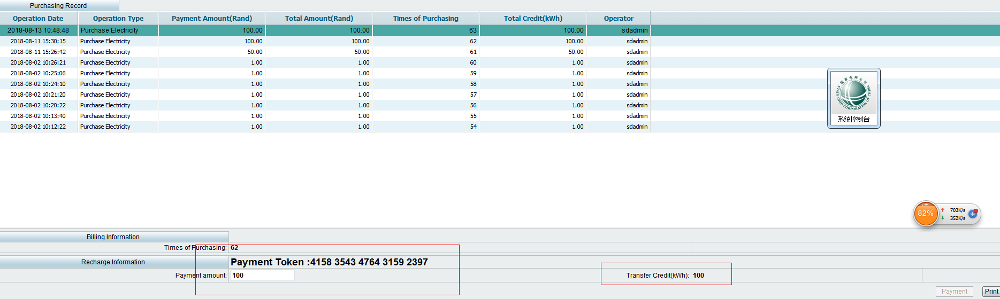 Purchasing Record
Operation Date Operation Type Payment Amount(Rand) Total Amount(Rand) Times of Purchasing Total Credit(kWh) Operator
2018-08-13 10:48:48 Purchase Electricity 100.00 100.00 63 100.00 sdadmin
2018-08-11 15:30:15 Purchase Electricity 100.00 100.00 62 100.00 sdadmin
2018-08-11 15:26:42 Purchase Electricity 50.00 50.00 61 50.00 sdadmin
2018-08-02 10:26:21 Purchase Electricity 1.00 1.00 60 1.00 sdadmin
2018-08-02 10:25:06 Purchase Electricity 1.00 1.00 59 1.00 sdadmin
2018-08-02 10:24:10 Purchase Electricity 1.00 1.00 58 1.00 sdadmin
2018-08-02 10:21:20 Purchase Electricity 1.00 1.00 57 1.00 sdadmin
2018-08-02 10:20:22 Purchase Electricity 1.00 1.00 56 1.00 sdadmin
2018-08-02 10:13:40 Purchase Electricity 1.00 1.00 55 1.00 sdadmin
2018-08-02 10:12:22 Purchase Electricity 1.00 1.00 54 1.00 sdadmin
国家电网公司
STATE GRID CORPORATION OF CHINA
系统控制台
82%
703K/s
352K/s
Billing Information
Times of Purchasing: 62
Recharge Information Payment Token :4158 3543 4764 3159 2397
Payment amount: 100 Transfer Credit(kWh): 100
Payment Print